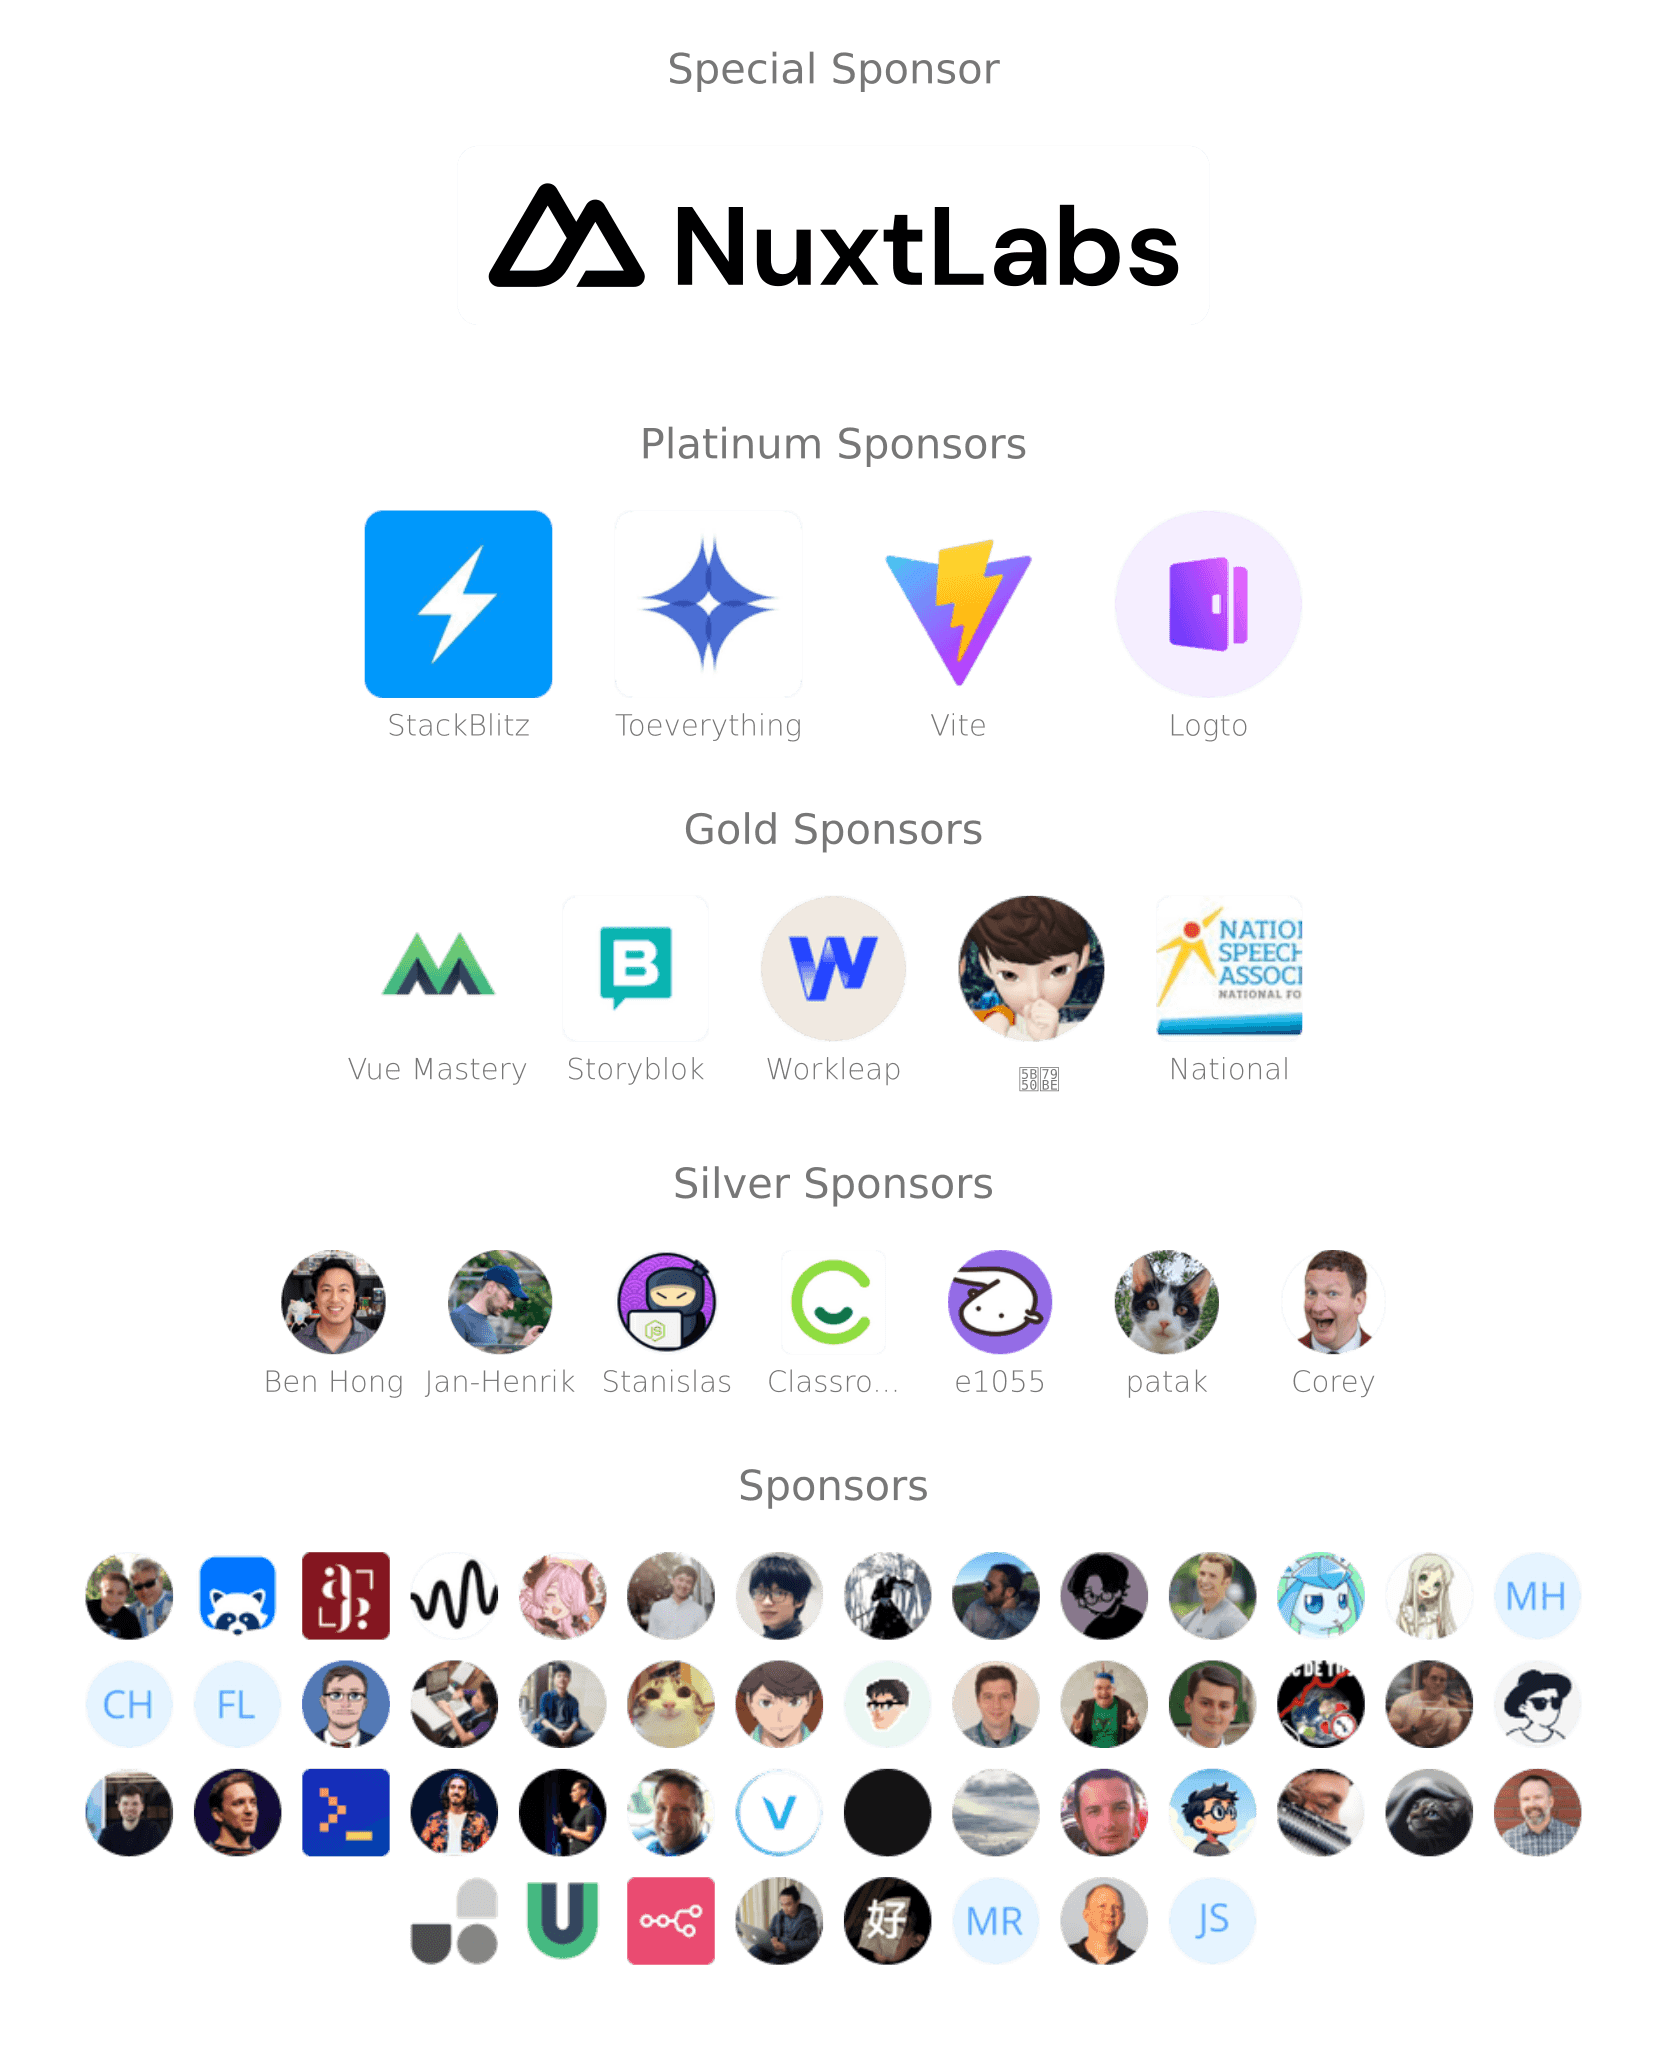 Special Sponsor
NuxtLabs
Platinum Sponsors
StackBlitz
Toeverything
Vite
Logto
Gold Sponsors
NATIO
SPEECH
ASSOCI
NATIONAL FO
Vue Mastery
Storyblok
Workleap
National
Silver Sponsors
Ben Hong
Jan-Henrik
Stanislas
Classro...
e1055
patak
Corey
Sponsors
MH
CH
FL
好
MR
JS